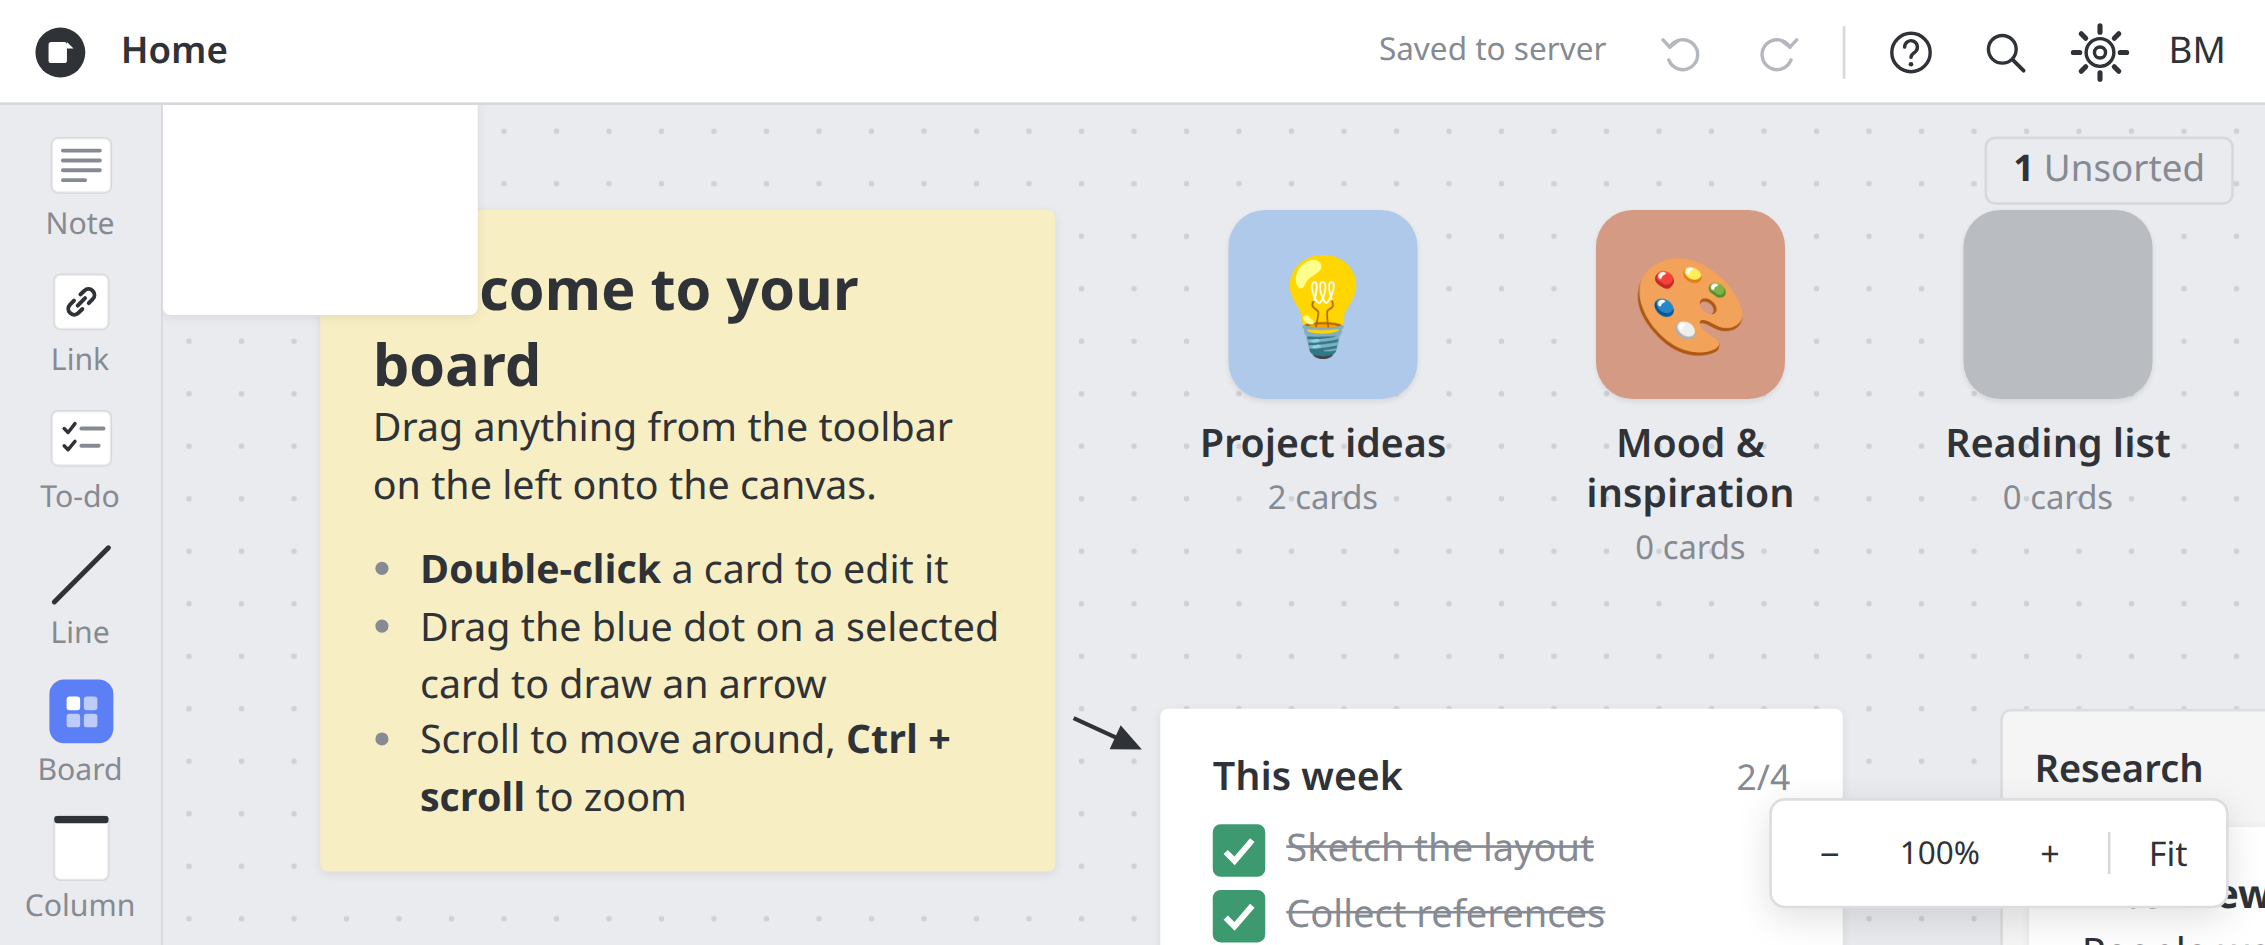 Home
Saved to server
BM
Note
Link
To-do
Line
Board
Column
1 Unsorted
come to your
board
Drag anything from the toolbar
on the left onto the canvas.
Double-click a card to edit it
Drag the blue dot on a selected
card to draw an arrow
Scroll to move around, Ctrl +
scroll to zoom
Project ideas
2 cards
Mood &
inspiration
0 cards
Reading list
0 cards
This week
2/4
Sketch the layout
Collect references
Research
− 100% + Fit